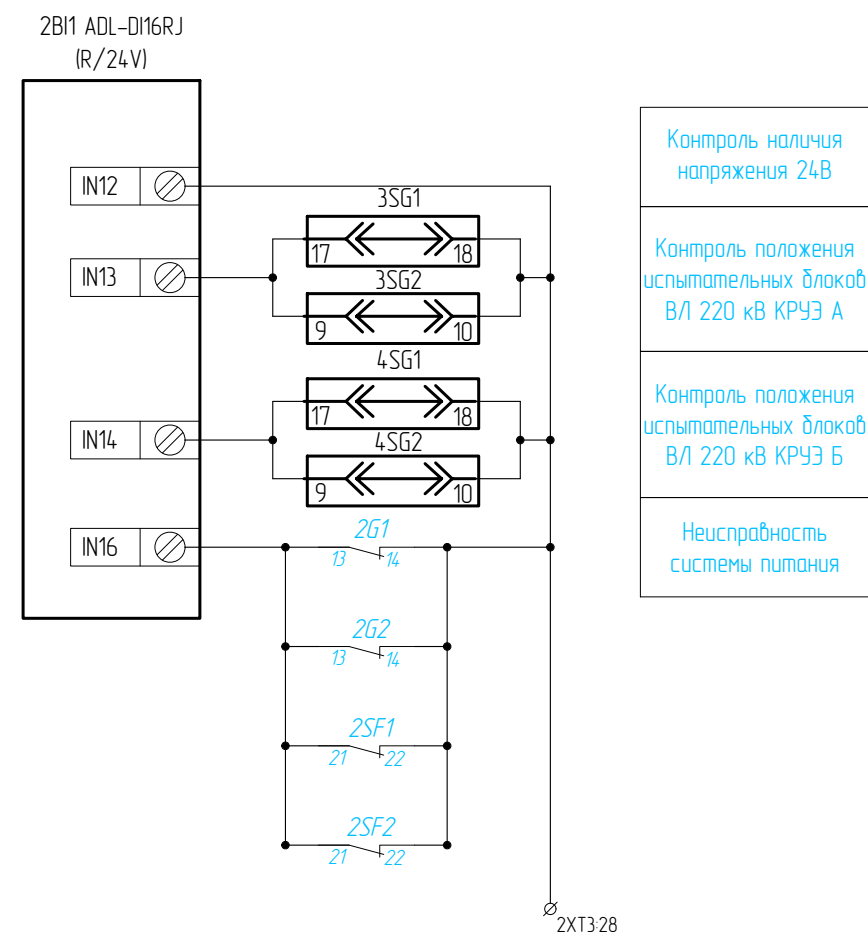 2BI1 ADL-DI16RJ
(R/24V)
IN12
IN13
IN14
IN16
3SG1
17 18
3SG2
9 10
4SG1
17 18
4SG2
9 10
2G1
13 14
2G2
13 14
2SF1
21 22
2SF2
21 22
2XT3:28
Контроль наличия
напряжения 24В
Контроль положения
испытательных блоков
ВЛ 220 кВ КРУЭ А
Контроль положения
испытательных блоков
ВЛ 220 кВ КРУЭ Б
Неисправность
системы питания